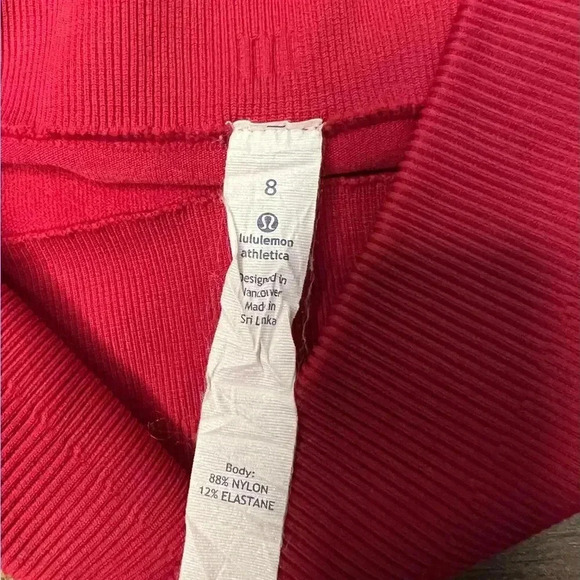 8
lululemon
athletica
Designed in
Vancouver
Made in
Sri Lanka
Body:
88% NYLON
12% ELASTANE